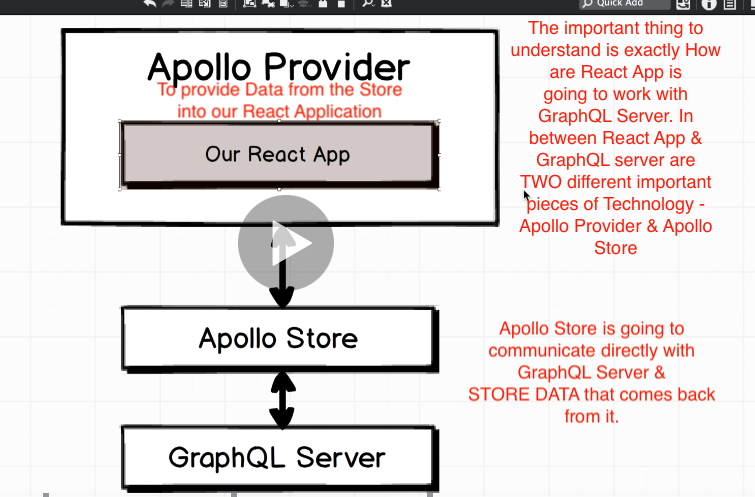 Quick Add
Apollo Provider
To provide Data from the Store
into our React Application
Our React App
The important thing to
understand is exactly How
are React App is
going to work with
GraphQL Server. In
between React App &
GraphQL server are
TWO different important
pieces of Technology -
Apollo Provider & Apollo
Store
Apollo Store
Apollo Store is going to
communicate directly with
GraphQL Server &
STORE DATA that comes back
from it.
GraphQL Server